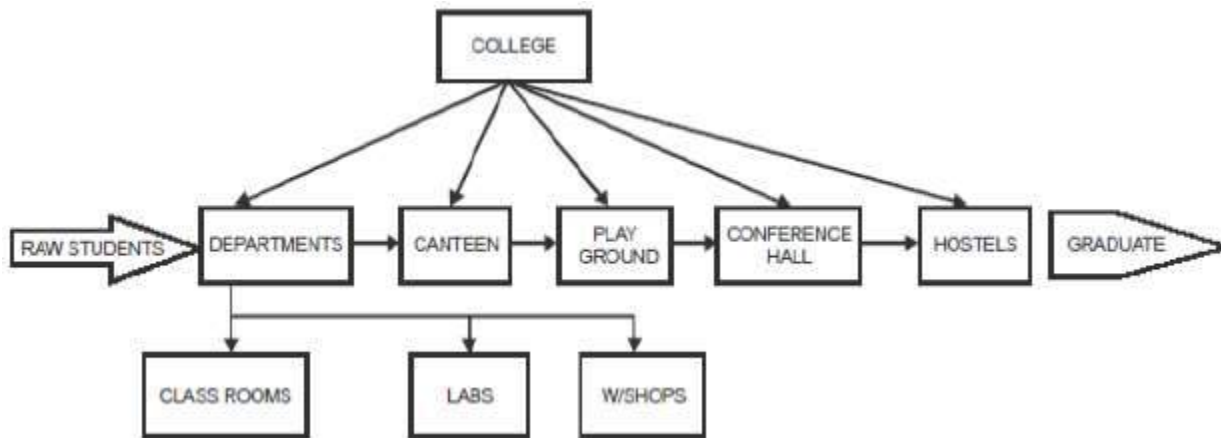 COLLEGE
RAW STUDENTS
DEPARTMENTS
CANTEEN
PLAY
GROUND
CONFERENCE
HALL
HOSTELS
GRADUATE
CLASS ROOMS
LABS
W/SHOPS